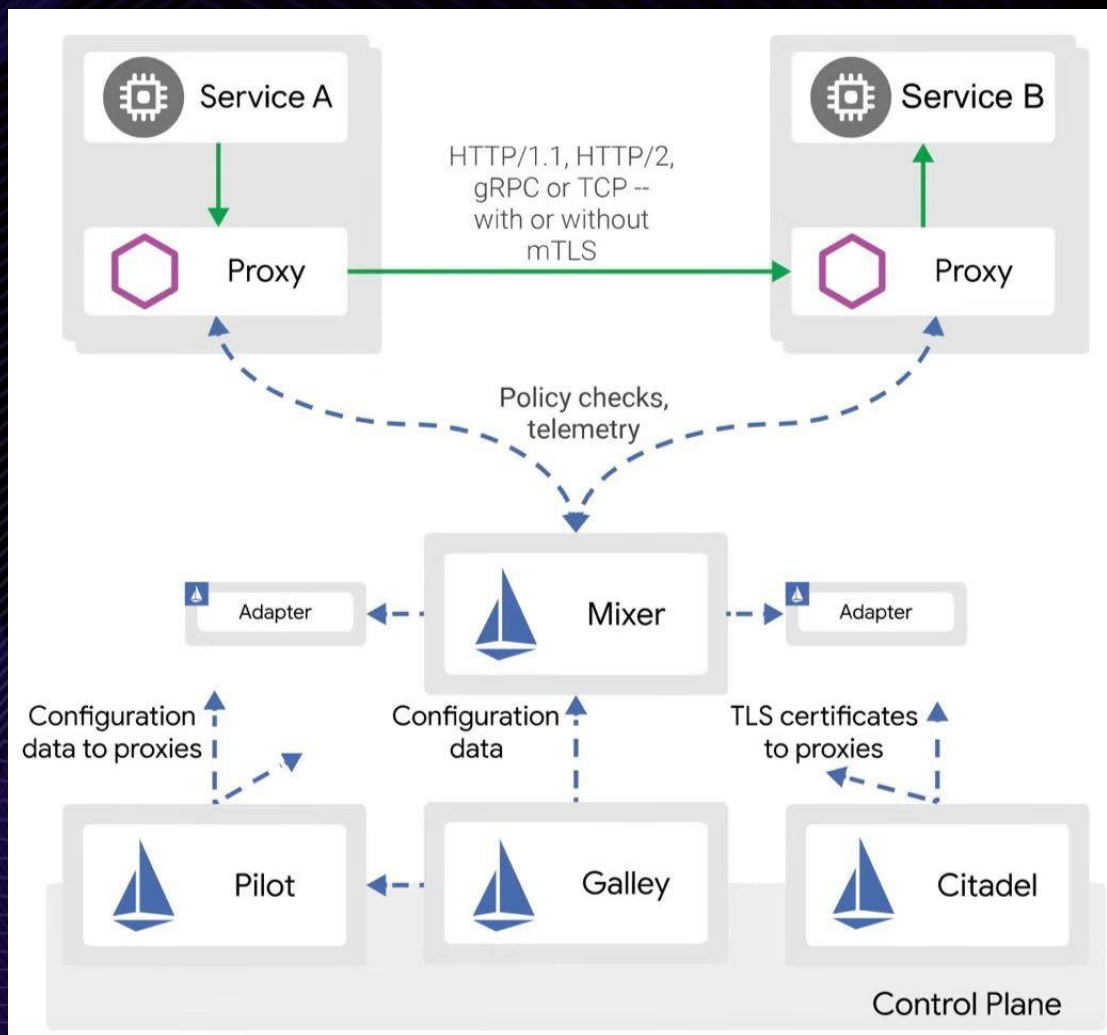 Service A
Service B
HTTP/1.1, HTTP/2,
gRPC or TCP --
with or without
mTLS
Proxy
Proxy
Policy checks,
telemetry
Adapter
Mixer
Adapter
Configuration
data to proxies
Configuration
data
TLS certificates
to proxies
Pilot
Galley
Citadel
Control Plane